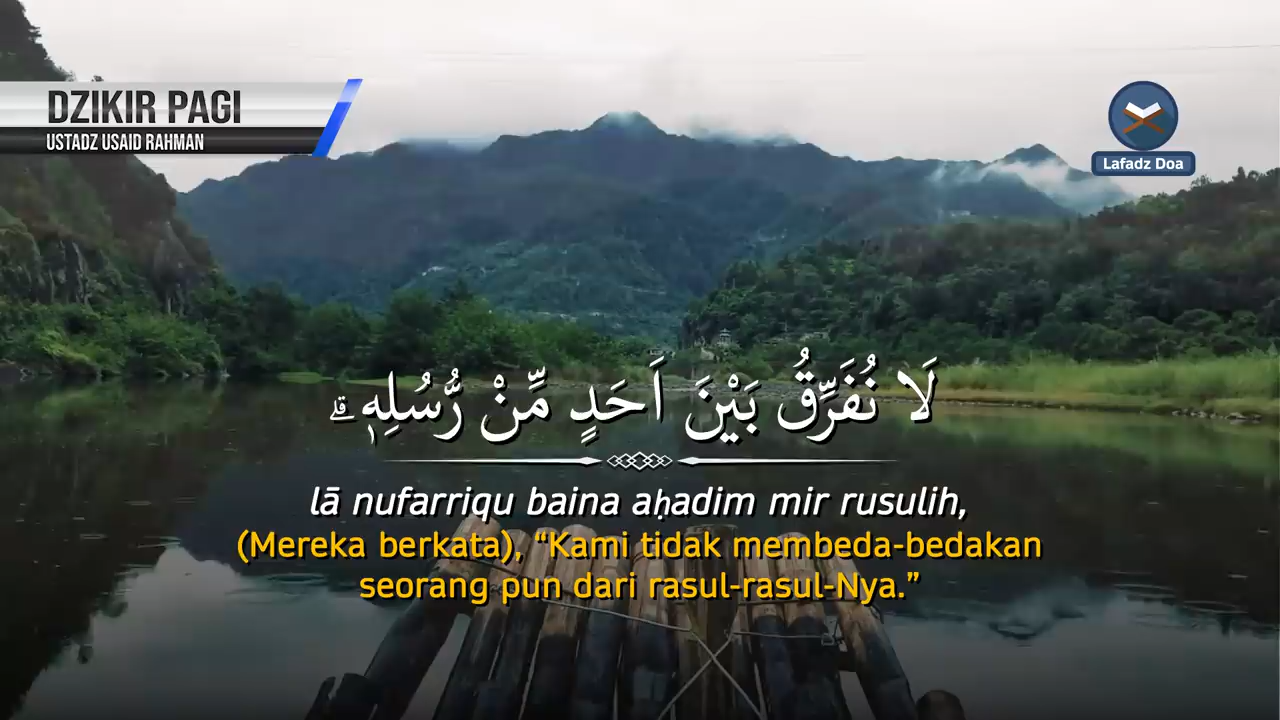 DZIKIR PAGI
USTADZ USAID RAHMAN
Lafadz Doa
لَا نُفَرِّقُ بَيْنَ اَحَدٍ مِّنْ رُّسُلِهٖ ۗ
lā nufarriqu baina aḥadim mir rusulih,
(Mereka berkata), “Kami tidak membeda-bedakan
seorang pun dari rasul-rasul-Nya.”